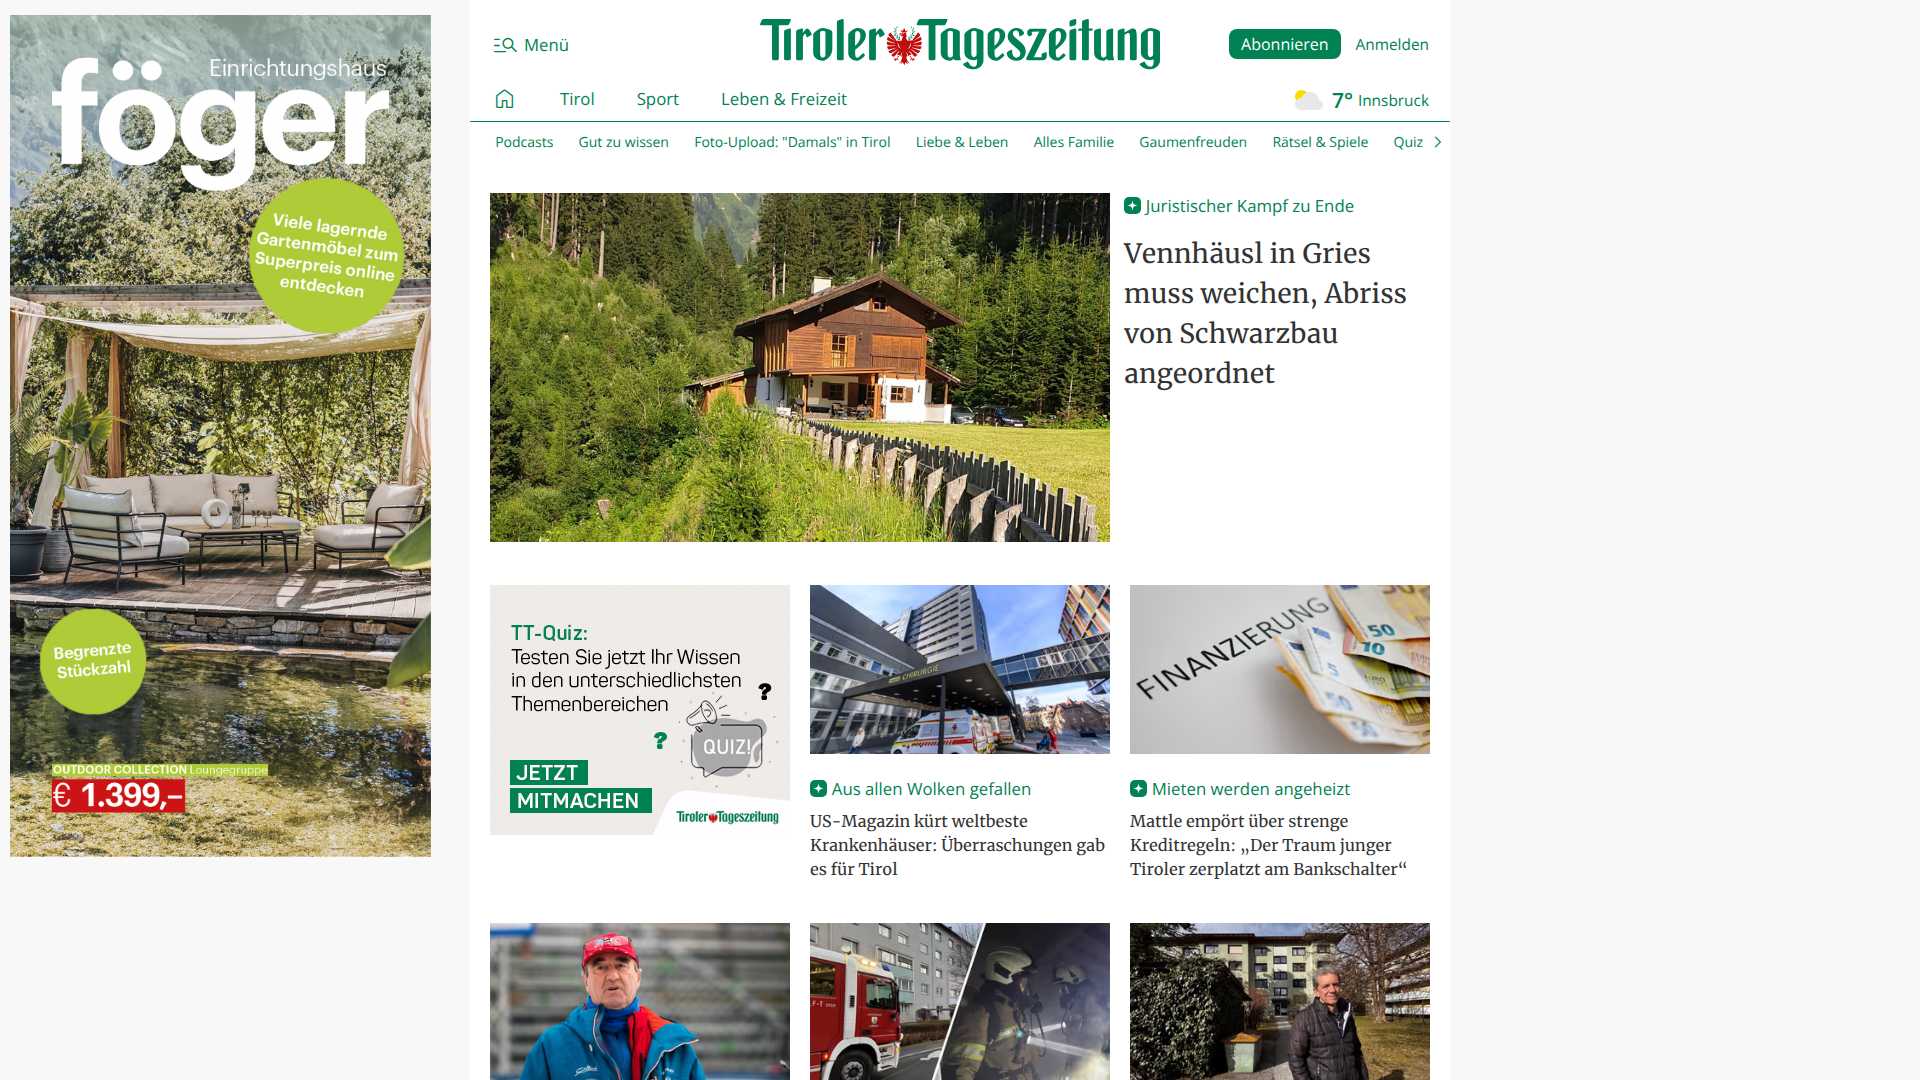 Einrichtungshaus
föger
Viele lagernde
Gartenmöbel zum
Superpreis online
entdecken
Begrenzte
Stückzahl
OUTDOOR COLLECTION Loungegruppe
€ 1.399,–
Menü
Tiroler Tageszeitung
Abonnieren
Anmelden
Tirol
Sport
Leben & Freizeit
7° Innsbruck
Podcasts
Gut zu wissen
Foto-Upload: "Damals" in Tirol
Liebe & Leben
Alles Familie
Gaumenfreuden
Rätsel & Spiele
Quiz
Juristischer Kampf zu Ende
Vennhäusl in Gries
muss weichen, Abriss
von Schwarzbau
angeordnet
TT-Quiz:
Testen Sie jetzt Ihr Wissen
in den unterschiedlichsten
Themenbereichen
?
?
QUIZ!
JETZT
MITMACHEN
Tiroler Tageszeitung
CHIRURGIE
Aus allen Wolken gefallen
US-Magazin kürt weltbeste
Krankenhäuser: Überraschungen gab
es für Tirol
FINANZIERUNG
50
10
5
Mieten werden angeheizt
Mattle empört über strenge
Kreditregeln: „Der Traum junger
Tiroler zerplatzt am Bankschalter“